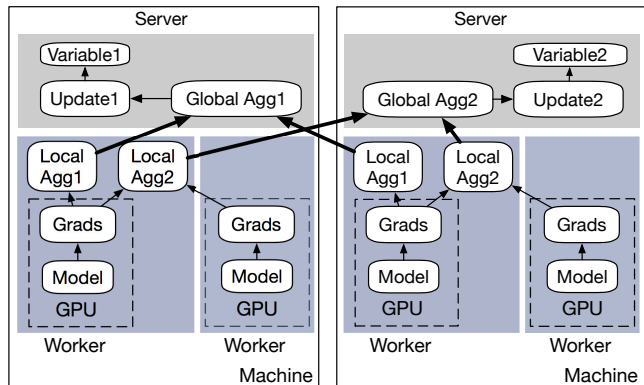 Server
Variable1
Update1
Global Agg1
Local
Agg1
Local
Agg2
Grads
Grads
Model
Model
GPU
GPU
Worker
Worker
Machine
Server
Variable2
Global Agg2
Update2
Local
Agg1
Local
Agg2
Grads
Grads
Model
Model
GPU
GPU
Worker
Worker
Machine